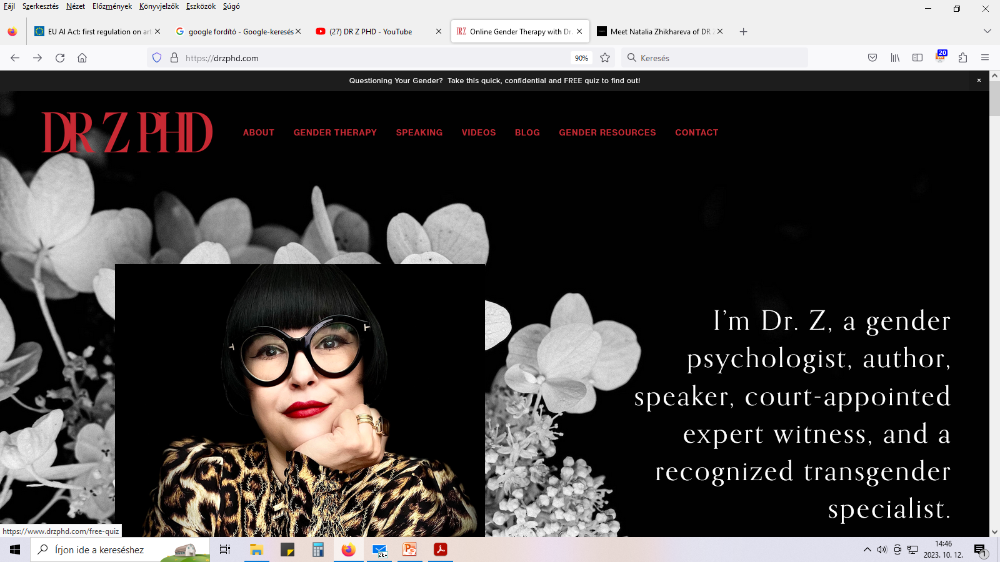 Fájl Szerkesztés Nézet Előzmények Könyvjelzők Eszközök Súgó
EU AI Act: first regulation on art
google fordító - Google-keresés
(27) DR Z PHD - YouTube
Online Gender Therapy with Dr.
Meet Natalia Zhikhareva of DR Z
https://drzphd.com
90%
Keresés
20
Questioning Your Gender? Take this quick, confidential and FREE quiz to find out!
DR Z PHD
ABOUT GENDER THERAPY SPEAKING VIDEOS BLOG GENDER RESOURCES CONTACT
I'm Dr. Z, a gender
psychologist, author,
speaker, court-appointed
expert witness, and a
recognized transgender
specialist.
https://www.drzphd.com/free-quiz
Írjon ide a kereséshez
2k+
14:46
2023. 10. 12.
1